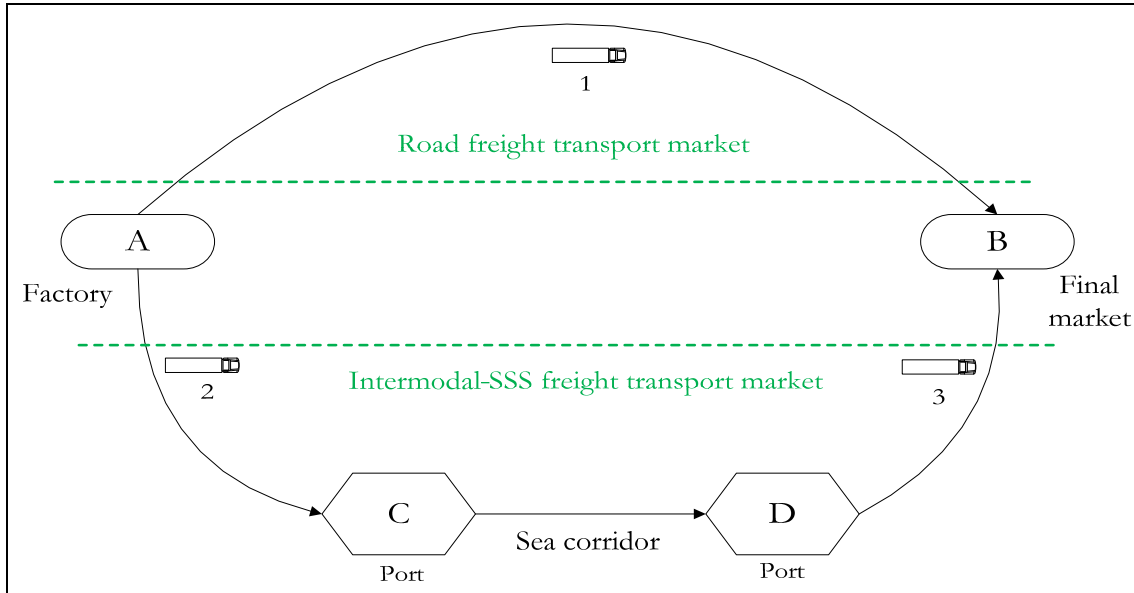 1
Road freight transport market
A
B
Factory
Final
market
2
Intermodal-SSS freight transport market
3
C
D
Sea corridor
Port
Port